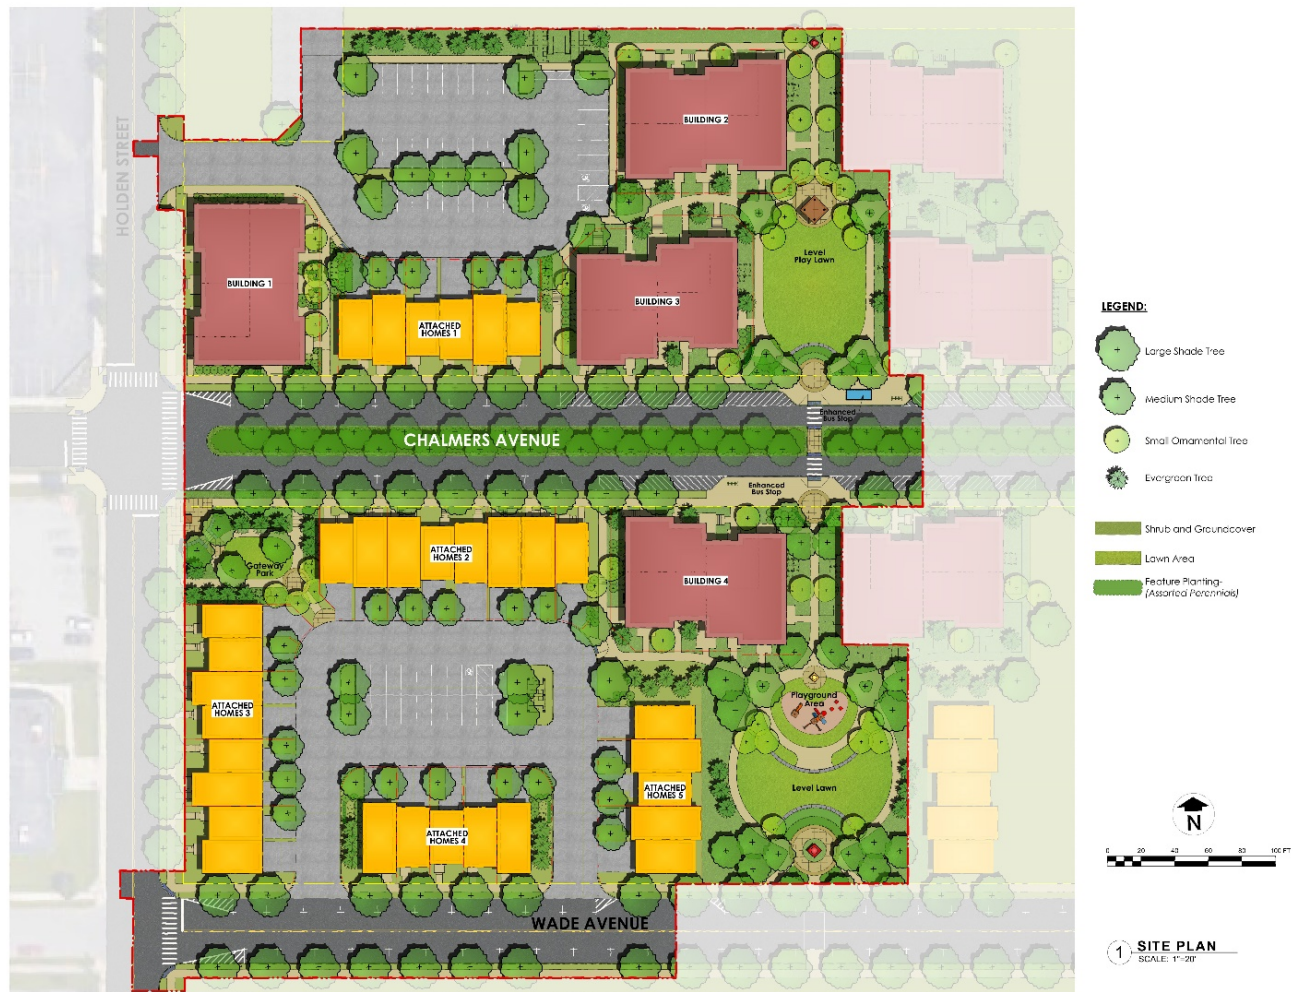 HOLDEN STREET
BUILDING 2
BUILDING 1
BUILDING 3
Level
Play Lawn
ATTACHED
HOMES 1
Enhanced
Bus Stop
CHALMERS AVENUE
Enhanced
Bus Stop
Gateway
Park
ATTACHED
HOMES 2
BUILDING 4
ATTACHED
HOMES 3
Playground
Area
ATTACHED
HOMES 5
Level Lawn
ATTACHED
HOMES 4
WADE AVENUE
LEGEND:
Large Shade Tree
Medium Shade Tree
Small Ornamental Tree
Evergreen Tree
Shrub and Groundcover
Lawn Area
Feature Planting-
(Assorted Perennials)
N
0 20 40 60 80 100 FT
1 SITE PLAN
SCALE: 1"=20'